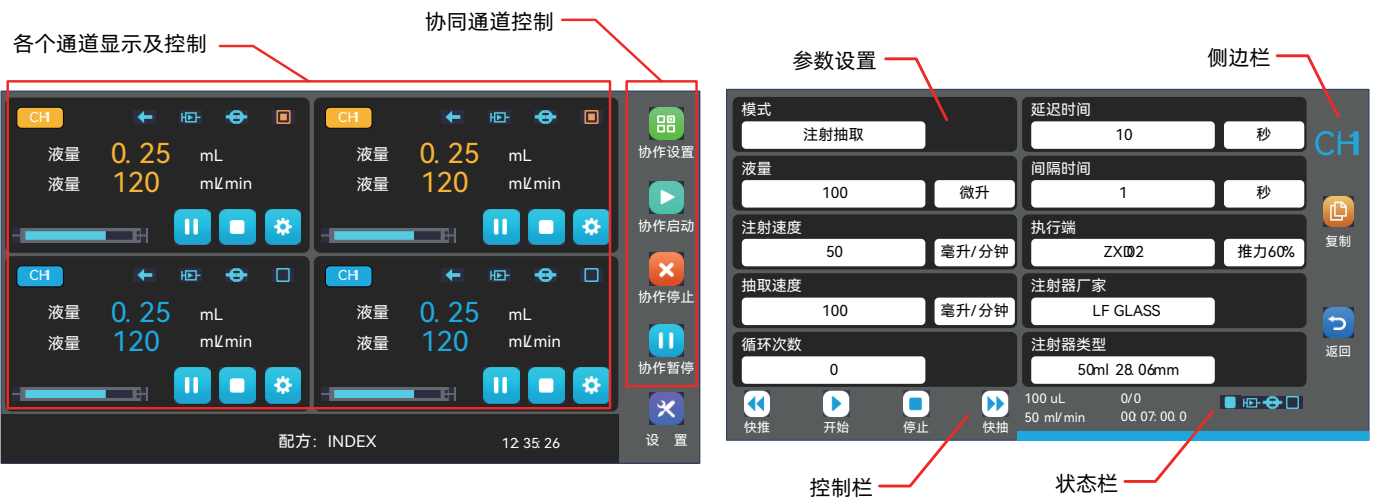 协同通道控制
各个通道显示及控制
CH1 CH1
液量 0.25 mL 液量 0.25 mL
液量 120 mL/min 液量 120 mL/min
CH1 CH1
液量 0.25 mL 液量 0.25 mL
液量 120 mL/min 液量 120 mL/min
协作设置
协作启动
协作停止
协作暂停
设 置
配方：INDEX 12:35:26
参数设置
侧边栏
模式
注射抽取
延迟时间
10 秒
CH1
液量
100 微升
间隔时间
1 秒
注射速度
50 毫升/分钟
执行端
ZXD02 推力60%
复制
抽取速度
100 毫升/分钟
注射器厂家
LF GLASS
循环次数
0
注射器类型
50ml 28.06mm
返回
快推 开始 停止 快抽
100 uL 0/0
50 ml/min 00:07:00.0
控制栏
状态栏